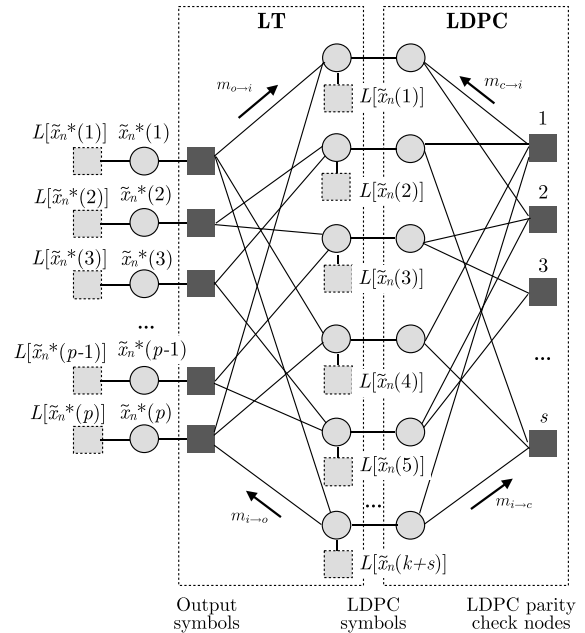 LT LDPC
m_{o→i} m_{c→i}
L[x̃_n(1)]
1
L[x̃_n*(1)] x̃_n*(1)
L[x̃_n(2)]
2
L[x̃_n*(2)] x̃_n*(2)
L[x̃_n*(3)] x̃_n*(3)
L[x̃_n(3)]
3
...
...
L[x̃_n*(p-1)] x̃_n*(p-1)
L[x̃_n(4)]
L[x̃_n*(p)] x̃_n*(p)
s
L[x̃_n(5)]
...
m_{i→o} m_{i→c}
L[x̃_n(k+s)]
Output LDPC LDPC parity
symbols symbols check nodes